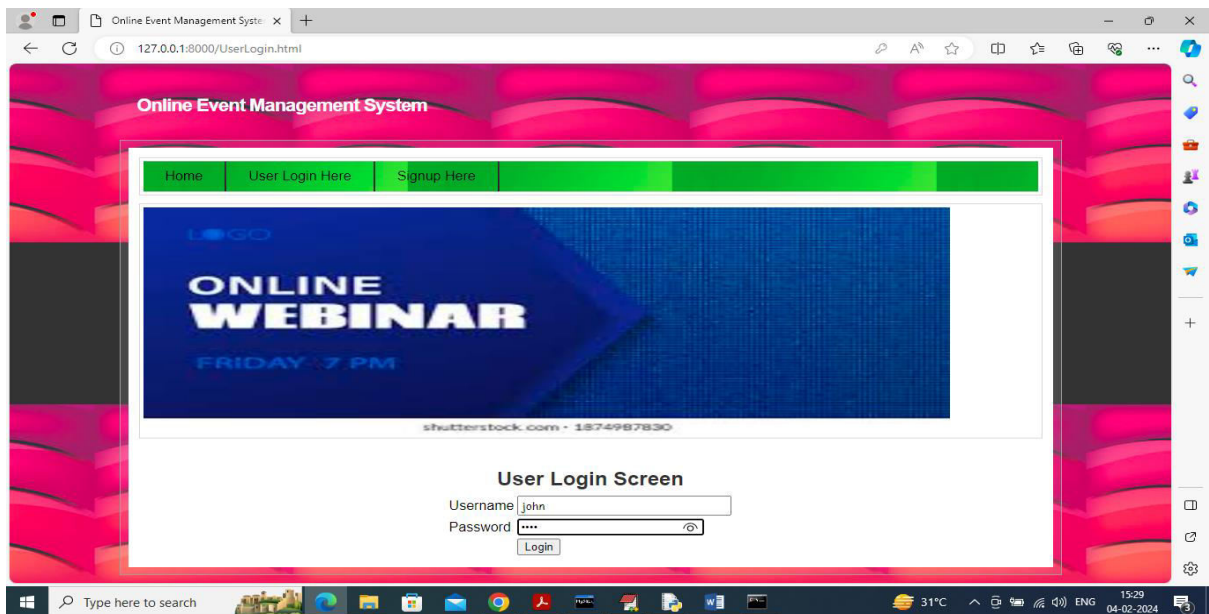 Online Event Management Syste
127.0.0.1:8000/UserLogin.html
Online Event Management System
Home User Login Here Signup Here
LOGO
ONLINE
WEBINAR
FRIDAY 7 PM
shutterstock.com · 1874987830
User Login Screen
Username john
Password ••••
Login
Type here to search
31°C
ENG
15:29
04-02-2024